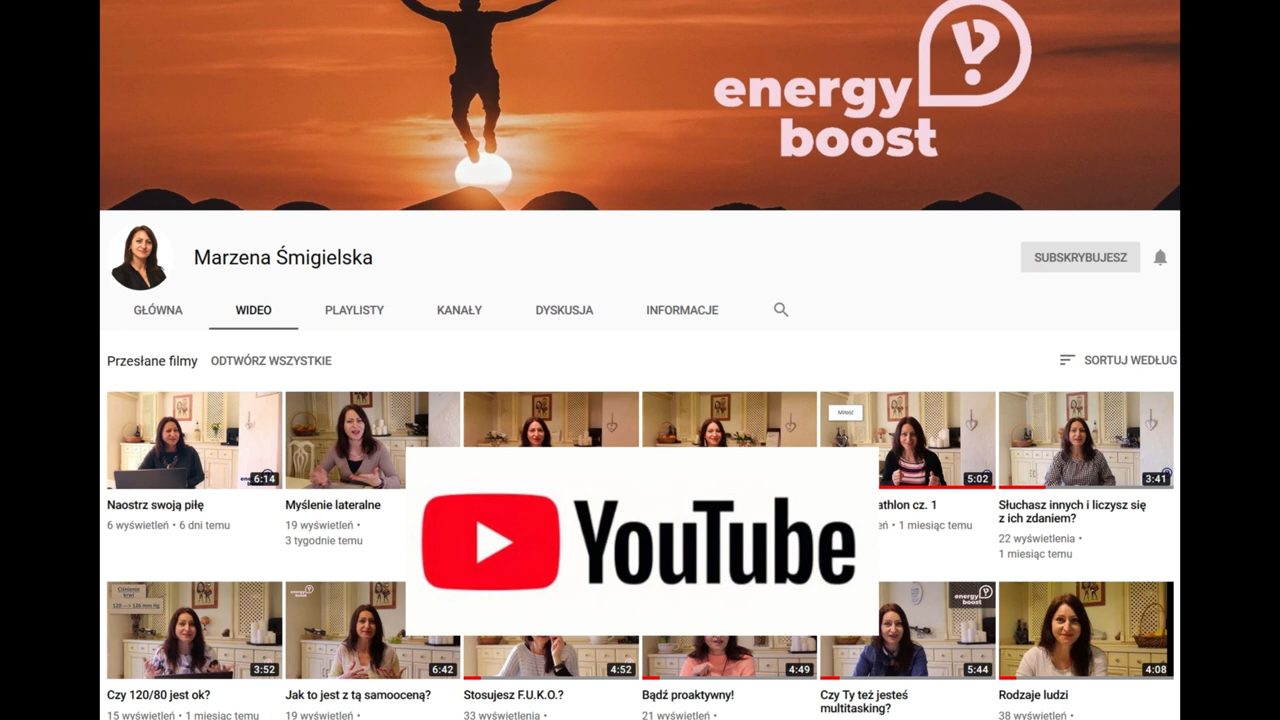 energy
boost
Marzena Śmigielska
SUBSKRYBUJESZ
GŁÓWNA
WIDEO
PLAYLISTY
KANAŁY
DYSKUSJA
INFORMACJE
Przesłane filmy
ODTWÓRZ WSZYSTKIE
SORTUJ WEDŁUG
6:14
5:02
3:41
Naostrz swoją piłę
6 wyświetleń • 6 dni temu
Myślenie lateralne
19 wyświetleń •
3 tygodnie temu
athlon cz. 1
eń • 1 miesiąc temu
Słuchasz innych i liczysz się
z ich zdaniem?
22 wyświetlenia •
1 miesiąc temu
YouTube
Ciśnienie
krwi
energy
boost
3:52
6:42
4:52
4:49
5:44
4:08
Czy 120/80 jest ok?
15 wyświetleń • 1 miesiąc temu
Jak to jest z tą samooceną?
19 wyświetleń •
Stosujesz F.U.K.O.?
33 wyświetlenia •
Bądź proaktywny!
21 wyświetleń •
Czy Ty też jesteś
multitasking?
Rodzaje ludzi
38 wyświetleń •